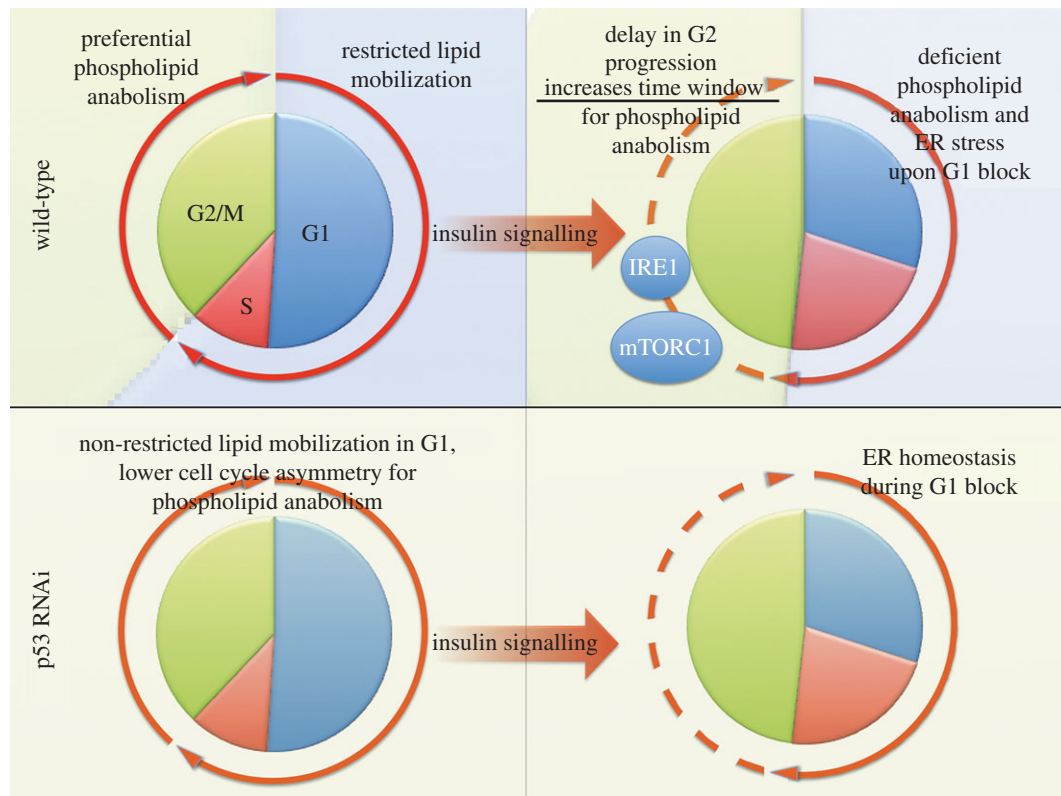 preferential
phospholipid
anabolism
restricted lipid
mobilization
delay in G2
progression
increases time window
for phospholipid
anabolism
deficient
phospholipid
anabolism and
ER stress
upon G1 block
wild-type
G2/M
G1
S
insulin signalling
IRE1
mTORC1
non-restricted lipid mobilization in G1,
lower cell cycle asymmetry for
phospholipid anabolism
ER homeostasis
during G1 block
p53 RNAi
insulin signalling